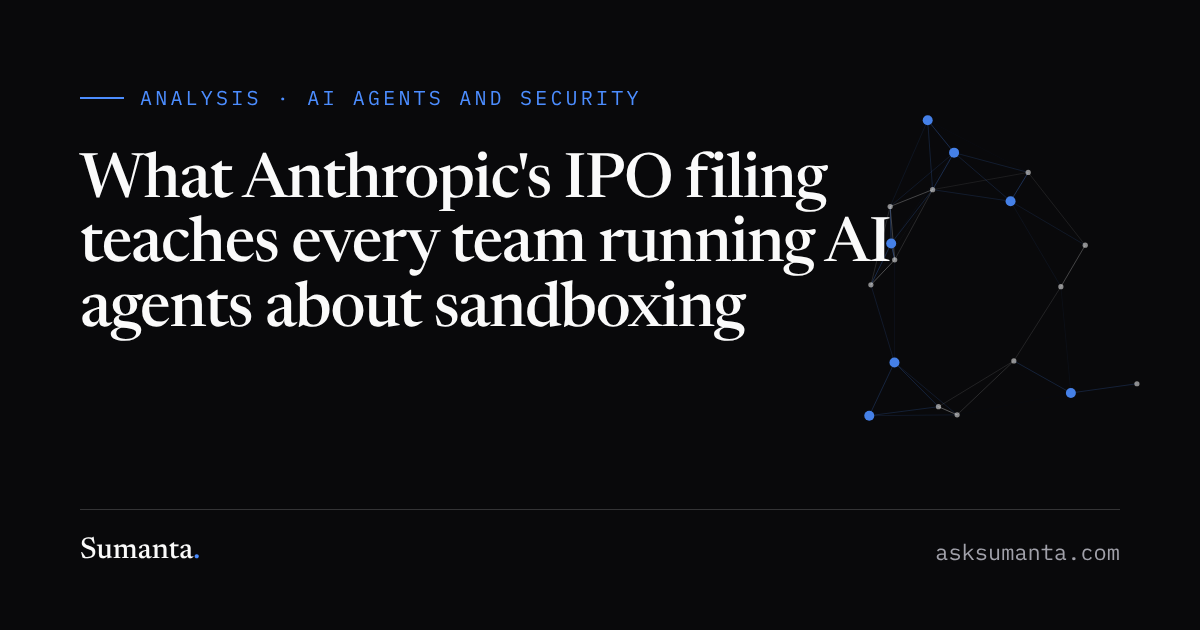 ANALYSIS · AI AGENTS AND SECURITY
What Anthropic's IPO filing
teaches every team running AI
agents about sandboxing
Sumanta.
asksumanta.com